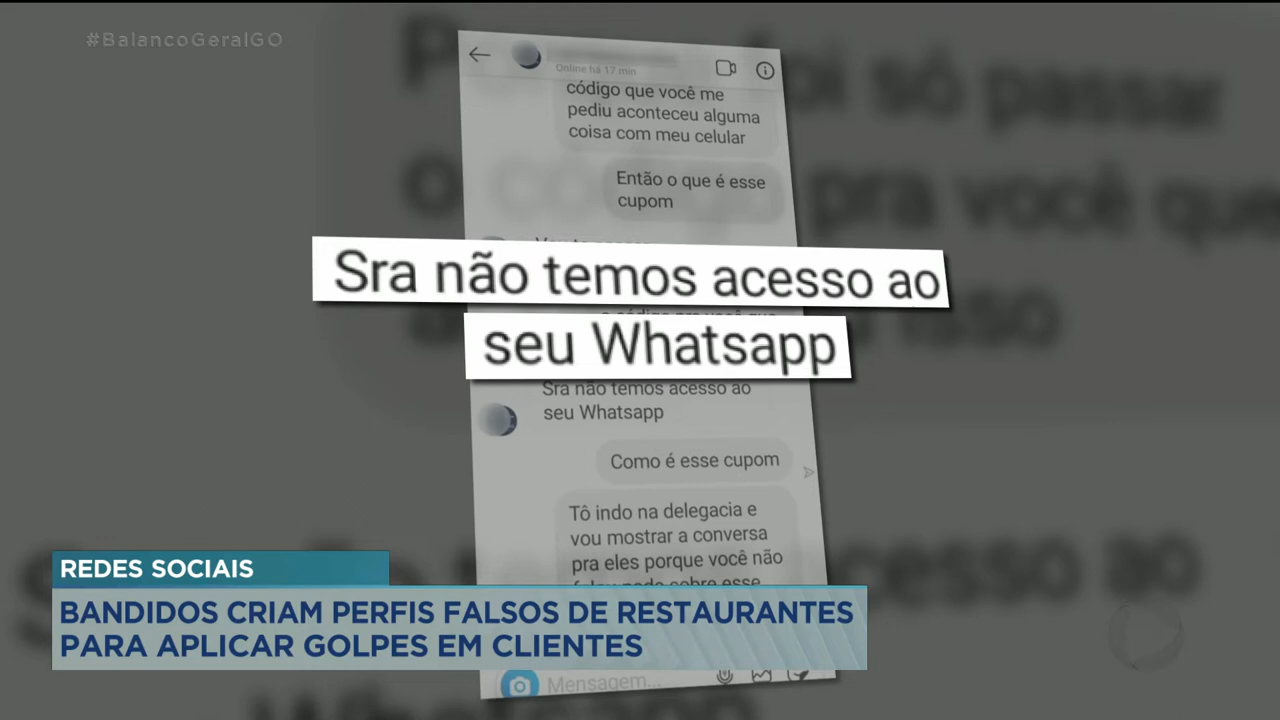 #BalancoGeralGO
Online há 17 min
código que você me
pediu aconteceu alguma
coisa com meu celular
Então o que é esse
cupom
Sra não temos acesso ao
seu Whatsapp
Sra não temos acesso ao
seu Whatsapp
Como é esse cupom
Tô indo na delegacia e
vou mostrar a conversa
pra eles porque você não
sobre esse
Mensagem...
REDES SOCIAIS
BANDIDOS CRIAM PERFIS FALSOS DE RESTAURANTES
PARA APLICAR GOLPES EM CLIENTES